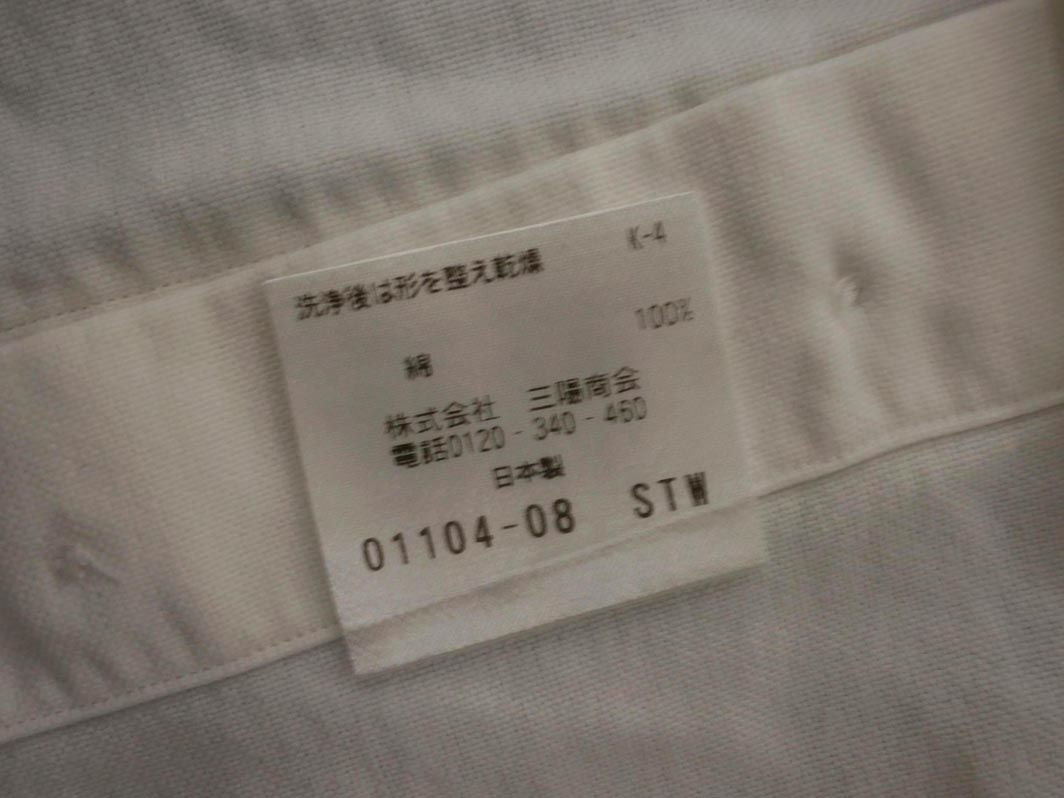 洗浄後は形を整え乾燥 K-4
綿 100%
株式会社 三陽商会
電話0120-340-460
日本製
01104-08 STW